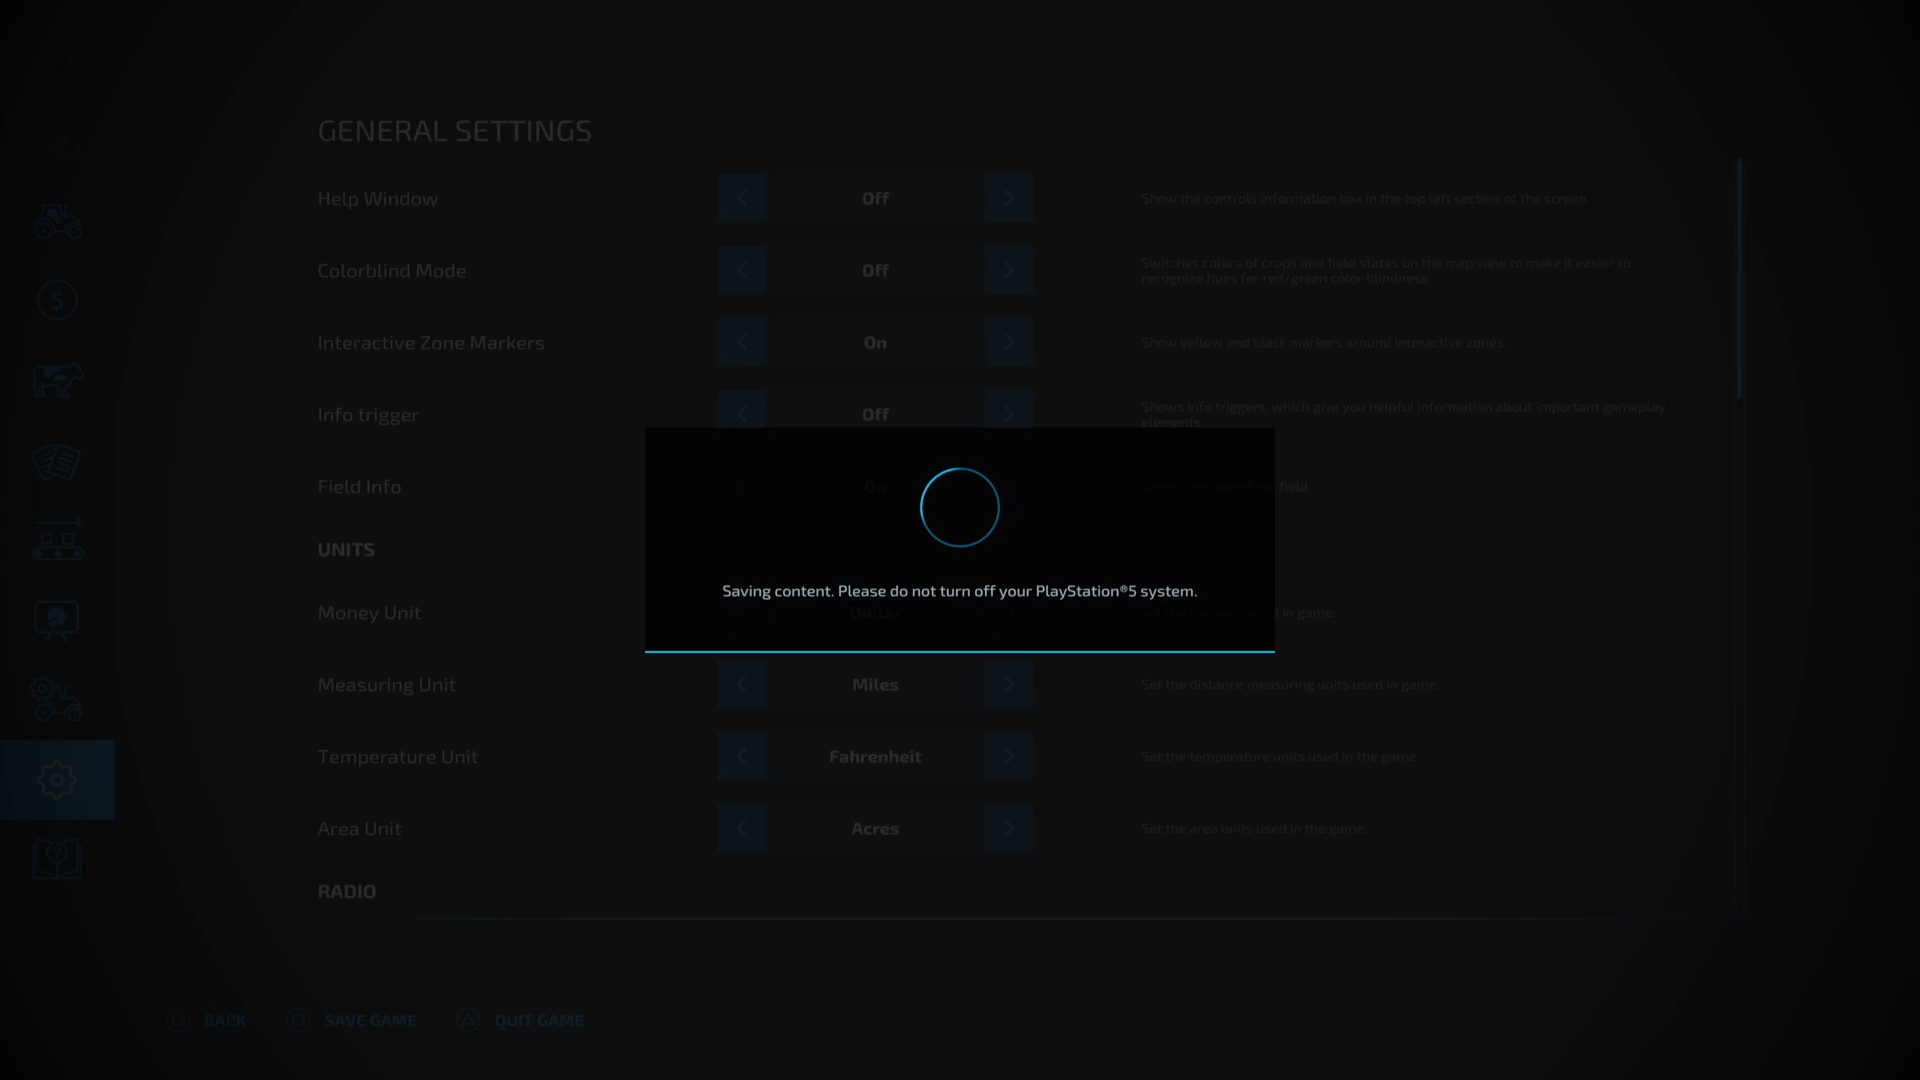 GENERAL SETTINGS
Help Window
Off
Show the controls information box in the top left section of the screen.
Colorblind Mode
Off
Switches colors of crops and field states on the map view to make it easier to
recognize hues for red/green color blindness.
Interactive Zone Markers
On
Show yellow and black markers around interactive zones.
Info trigger
Off
Shows info triggers, which give you helpful information about important gameplay
elements.
Field Info
On
field.
UNITS
Saving content. Please do not turn off your PlayStation®5 system.
Money Unit
Dollar
in game.
Measuring Unit
Miles
Set the distance measuring units used in game.
Temperature Unit
Fahrenheit
Set the temperature units used in the game.
Area Unit
Acres
Set the area units used in the game.
RADIO
BACK
SAVE GAME
QUIT GAME